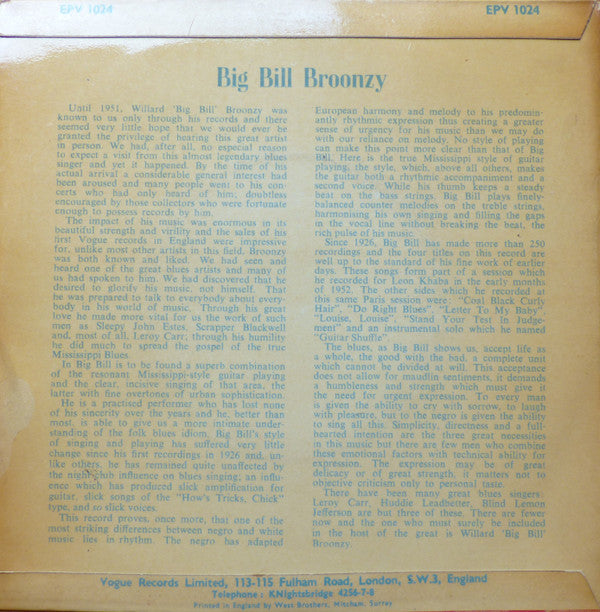 EPV 1024
EPV 1024
Big Bill Broonzy
Until 1951, Willard 'Big Bill' Broonzy was
known to us only through his records and there
seemed very little hope that we would ever be
granted the privilege of hearing this great artist
in person. We had, after all, no especial reason
to expect a visit from this almost legendary blues
singer and yet it happened. By the time of his
actual arrival a considerable general interest had
been aroused and many people went to his con-
certs who had only heard of him, doubtless
encouraged by those collectors who were fortunate
enough to possess records by him.
The impact of his music was enormous in its
beautiful strength and virility and the sales of his
first Vogue records in England were impressive
for, unlike most other artists in this field, Broonzy
was both known and liked. We had seen and
heard one of the great blues artists and many of
us had spoken to him. We had discovered that he
desired to glorify his music, not himself. That
he was prepared to talk to everybody about every-
body in his world of music. Through his great
love he made more vital for us the work of such
men as Sleepy John Estes, Scrapper Blackwell
and, most of all, Leroy Carr; through his humility
he did much to spread the gospel of the true
Mississippi Blues.
In Big Bill is to be found a superb combination
of the resonant Mississippi-style guitar playing
and the clear, incisive singing of that area, the
latter with fine overtones of urban sophistication.
He is a practised performer who has lost none
of his sincerity over the years and he, better than
most, is able to give us a more intimate under-
standing of the folk blues idiom. Big Bill's style
of singing and playing has suffered very little
change since his first recordings in 1926 and, un-
like others, he has remained quite unaffected by
the night-club influence on blues singing; an influ-
ence which has produced slick amplification for
guitar, slick songs of the "How's Tricks, Chick"
type, and so slick voices.
This record proves, once more, that one of the
most striking differences between negro and white
music lies in rhythm. The negro has adapted
European harmony and melody to his predomin-
antly rhythmic expression thus creating a greater
sense of urgency for his music than we may do
with our reliance on melody. No style of playing
can make this point more clear than that of Big
Bill. Here is the true Mississippi style of guitar
playing, the style, which, above all others, makes
the guitar both a rhythmic accompaniment and a
second voice. While his thumb keeps a steady
beat on the bass strings, Big Bill plays finely-
balanced counter melodies on the treble strings,
harmonising his own singing and filling the gaps
in the vocal line without breaking the beat, the
rich pulse of his music.
Since 1926, Big Bill has made more than 250
recordings and the four titles on this record are
well up to the standard of his fine work of earlier
days. These songs form part of a session which
he recorded for Leon Khaba in the early months
of 1952. The other sides which he recorded at
this same Paris session were: "Coal Black Curly
Hair", "Do Right Blues", "Letter To My Baby",
"Louise, Louise", "Stand Your Test In Judge-
ment" and an instrumental solo which he named
"Guitar Shuffle".
The blues, as Big Bill shows us, accept life as
a whole, the good with the bad, a complete unit
which cannot be divided at will. This acceptance
does not allow for maudlin sentiments, it demands
a humbleness and strength which must give it
the need for urgent expression. To every man
is given the ability to cry with sorrow, to laugh
with pleasure, but to the negro is given the ability
to sing all this. Simplicity, directness and a full-
hearted intention are the three great necessities
in this music but there are few men who combine
these emotional factors with technical ability for
expression. The expression may be of great
delicacy or of great strength, it matters not to
objective criticism only to personal taste.
There have been many great blues singers:
Leroy Carr, Huddie Leadbetter, Blind Lemon
Jefferson are but three of these. There are fewer
now and the one who must surely be included
in the host of the great is Willard 'Big Bill'
Broonzy.
Vogue Records Limited, 113-115 Fulham Road, London, S.W.3, England
Telephone: KNIghtsbridge 4256-7-8
Printed in England by West Brothers, Mitcham, Surrey